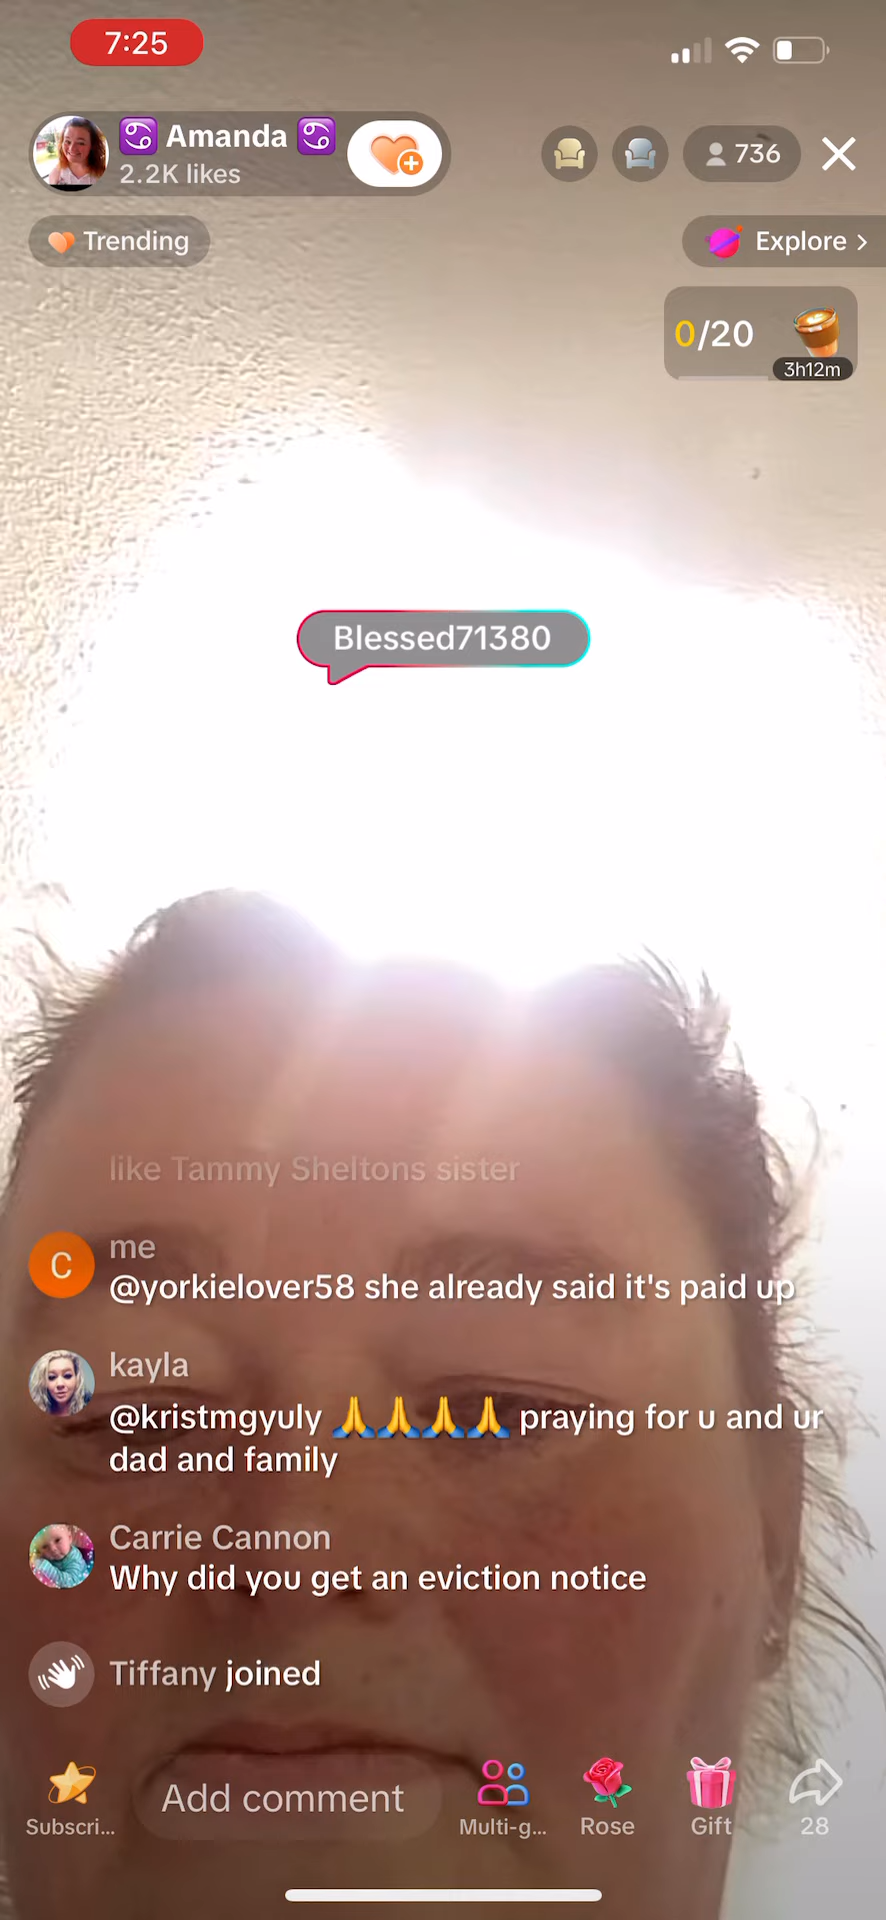 7:25
♋ Amanda ♋
2.2K likes
736
Trending
Explore >
0/20
3h12m
Blessed71380
like Tammy Sheltons sister
C
me
@yorkielover58 she already said it's paid up
kayla
@kristmgyuly 🙏🙏🙏🙏 praying for u and ur
dad and family
Carrie Cannon
Why did you get an eviction notice
Tiffany joined
Add comment
Subscri...
Multi-g...
Rose
Gift
28